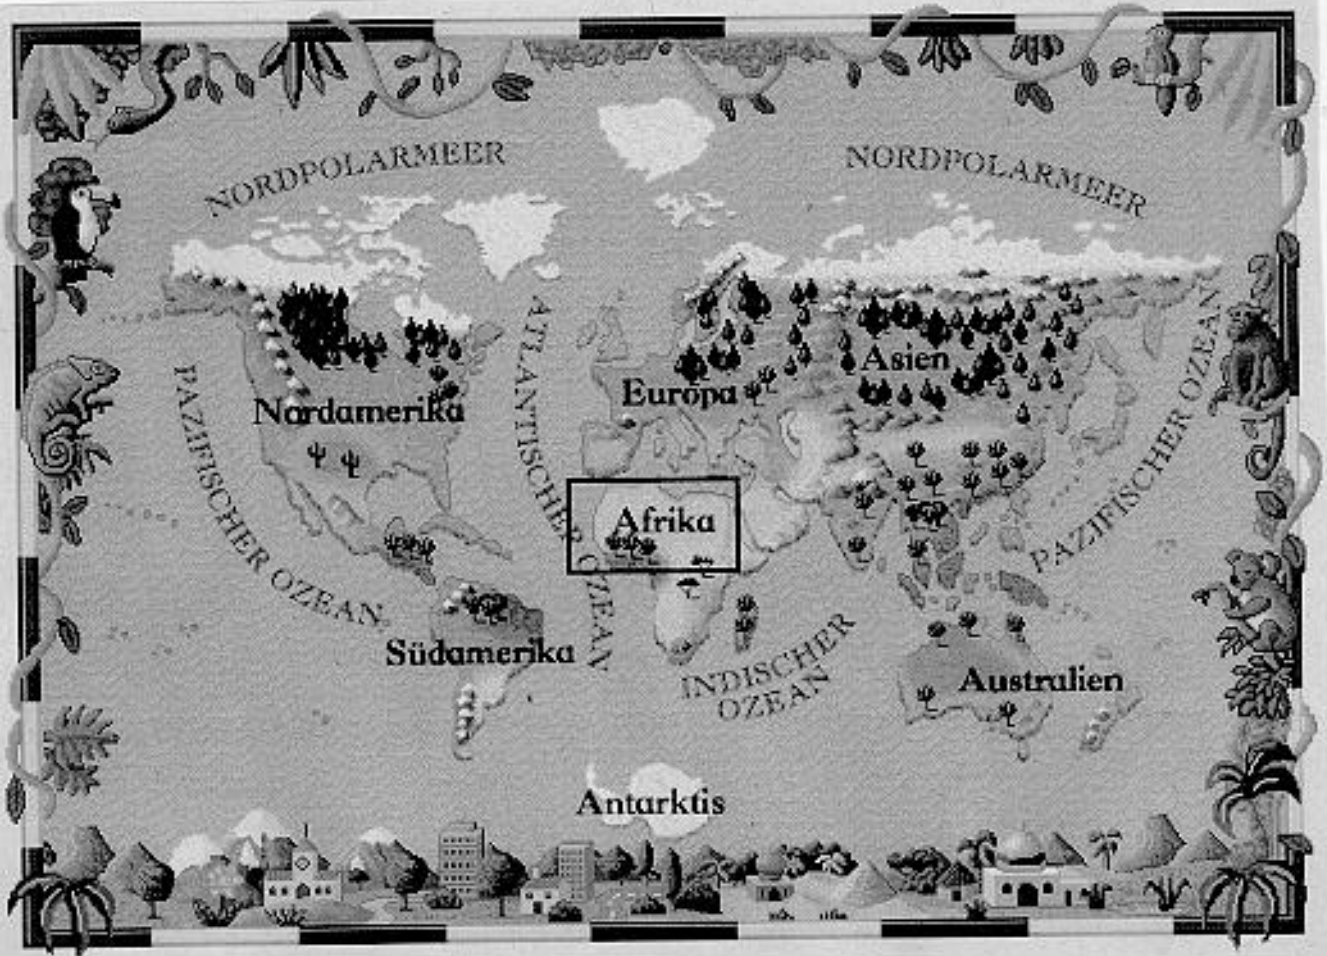 NORDPOLARMEER
NORDPOLARMEER
ATLANTISCHER OZEAN
PAZIFISCHER OZEAN
PAZIFISCHER OZEAN
Asien
Europa
Nordamerika
Afrika
Südamerika
INDISCHER
OZEAN
Australien
Antarktis